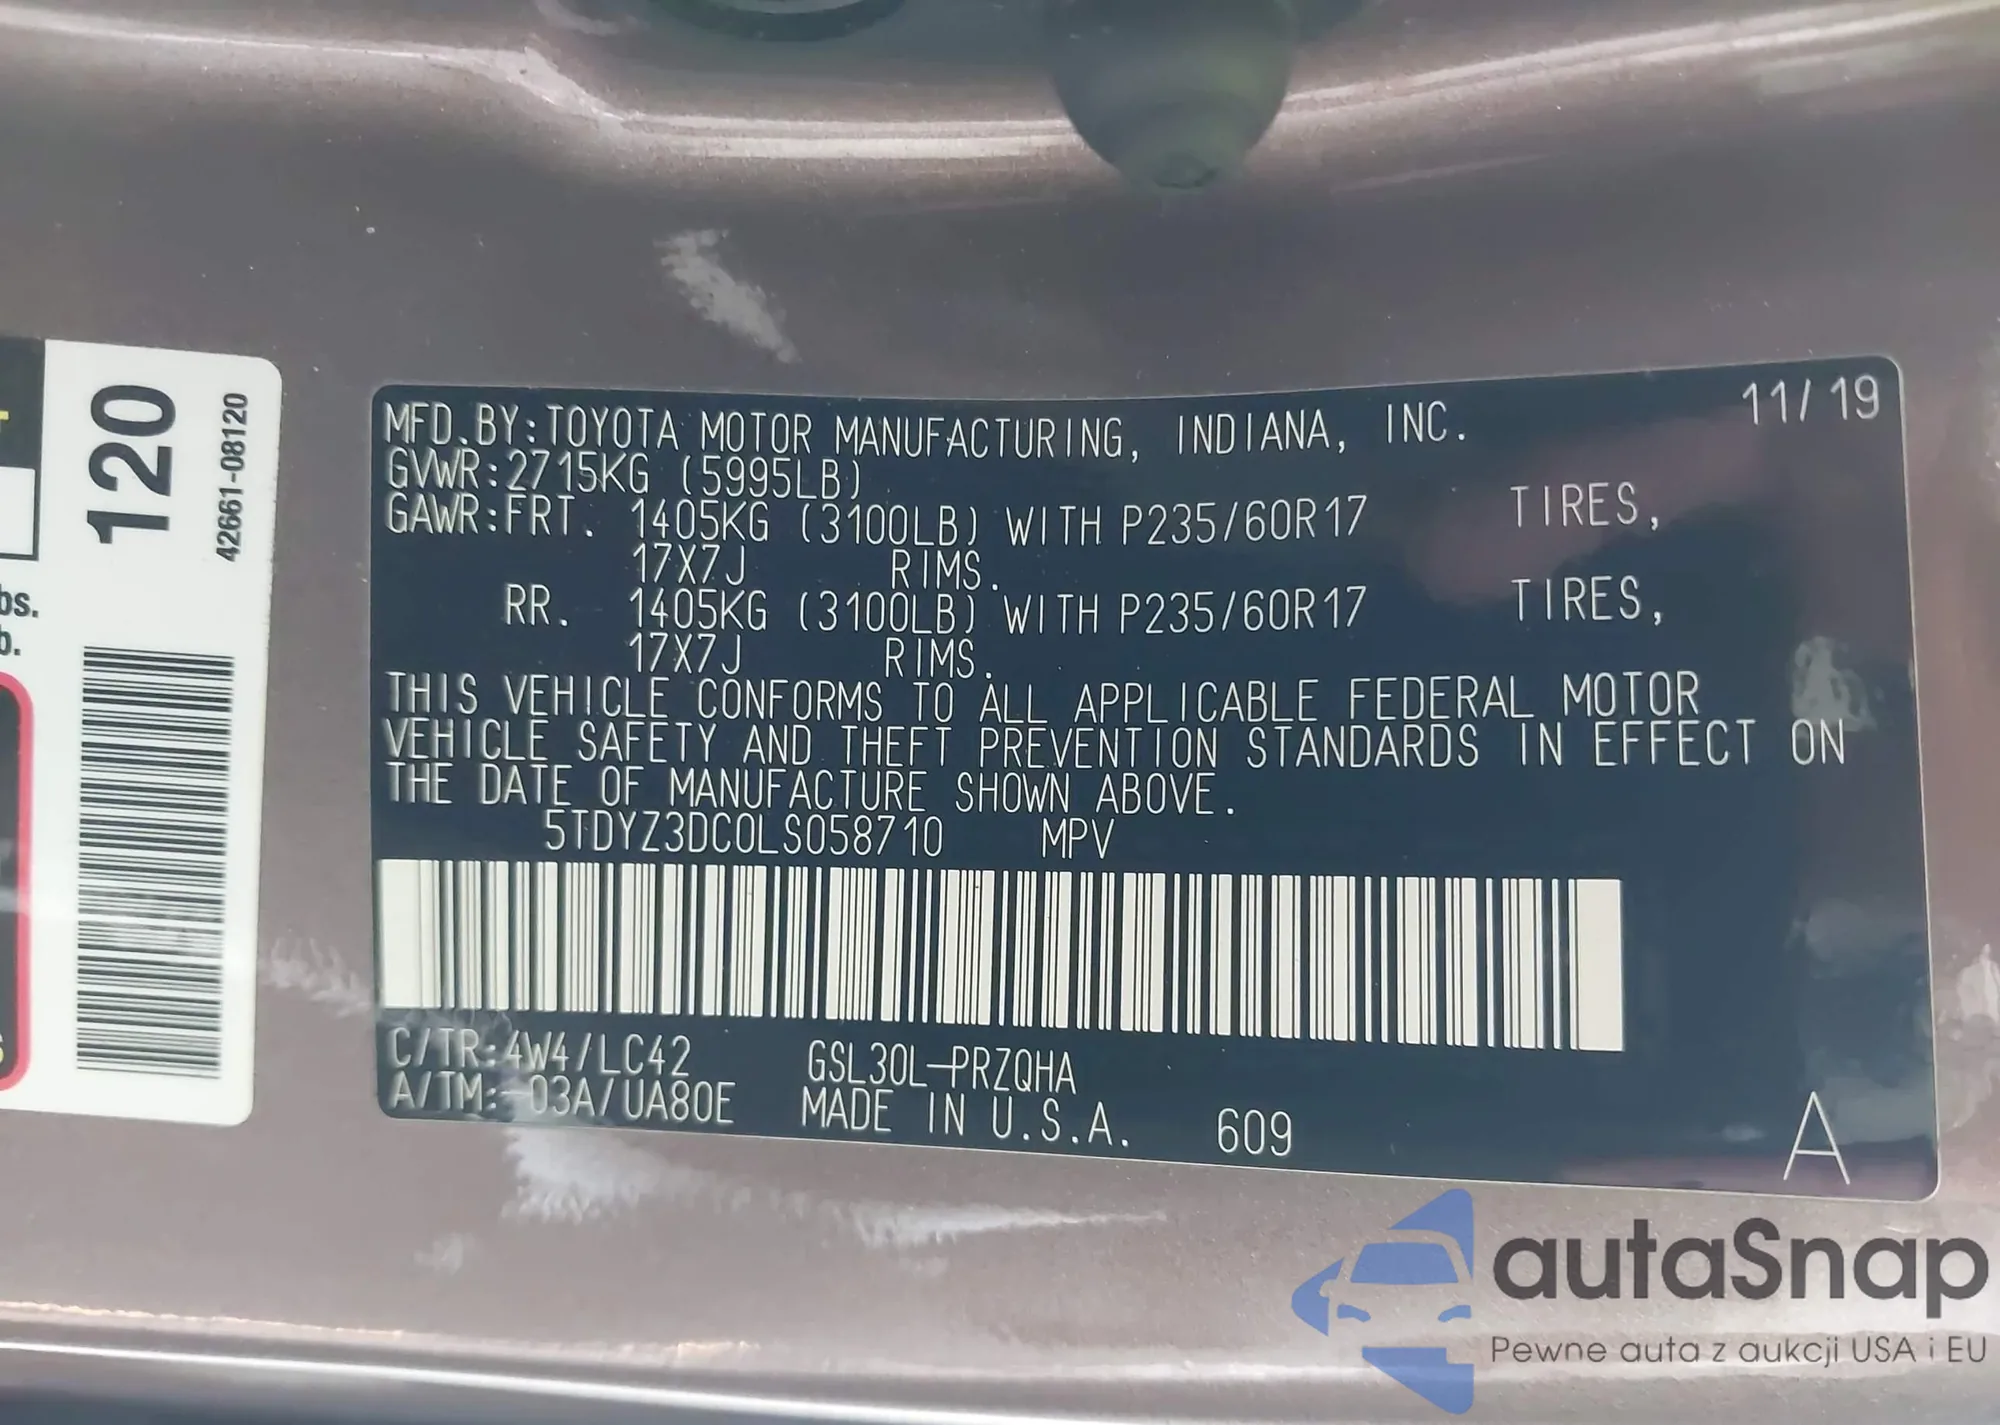 120
42661-08120
bs.
b.
MFD.BY:TOYOTA MOTOR MANUFACTURING, INDIANA, INC. 11/19
GVWR:2715KG (5995LB)
GAWR:FRT. 1405KG (3100LB) WITH P235/60R17 TIRES,
17X7J RIMS.
RR. 1405KG (3100LB) WITH P235/60R17 TIRES,
17X7J RIMS.
THIS VEHICLE CONFORMS TO ALL APPLICABLE FEDERAL MOTOR
VEHICLE SAFETY AND THEFT PREVENTION STANDARDS IN EFFECT ON
THE DATE OF MANUFACTURE SHOWN ABOVE.
5TDYZ3DC0LS058710 MPV
C/TR:4W4/LC42 GSL30L-PRZQHA
A/TM:-03A/UA80E MADE IN U.S.A. 609 A
autaSnap
Pewne auta z aukcji USA i EU